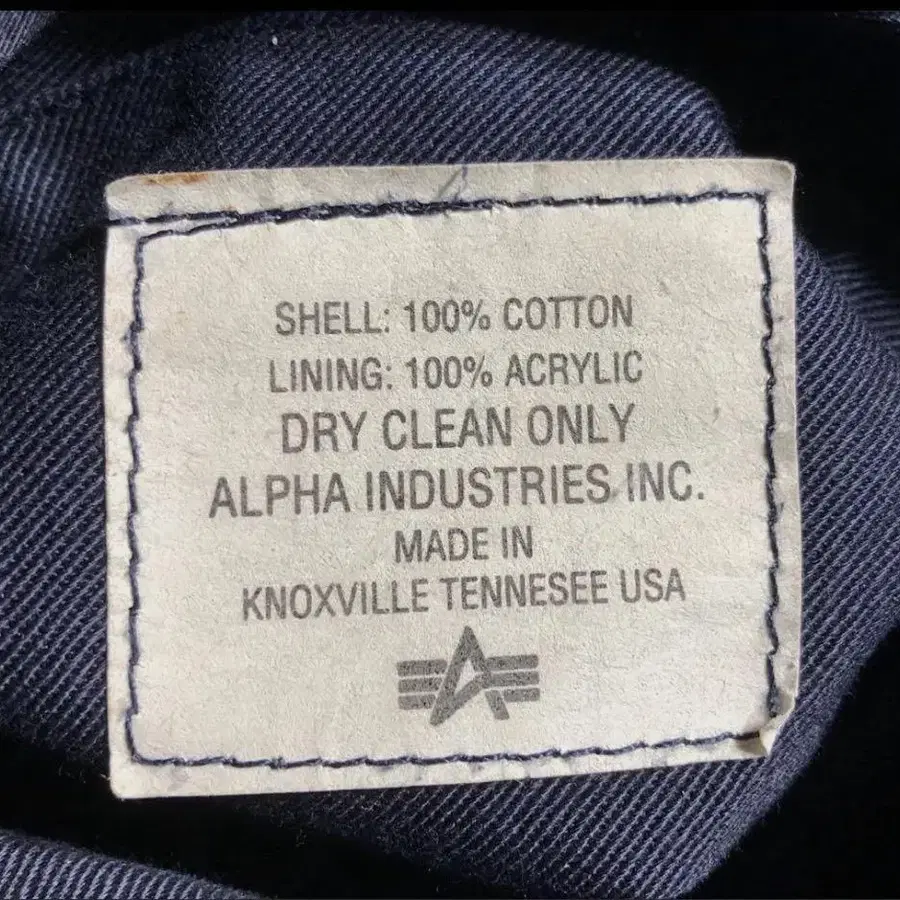 SHELL: 100% COTTON
LINING: 100% ACRYLIC
DRY CLEAN ONLY
ALPHA INDUSTRIES INC.
MADE IN
KNOXVILLE TENNESEE USA